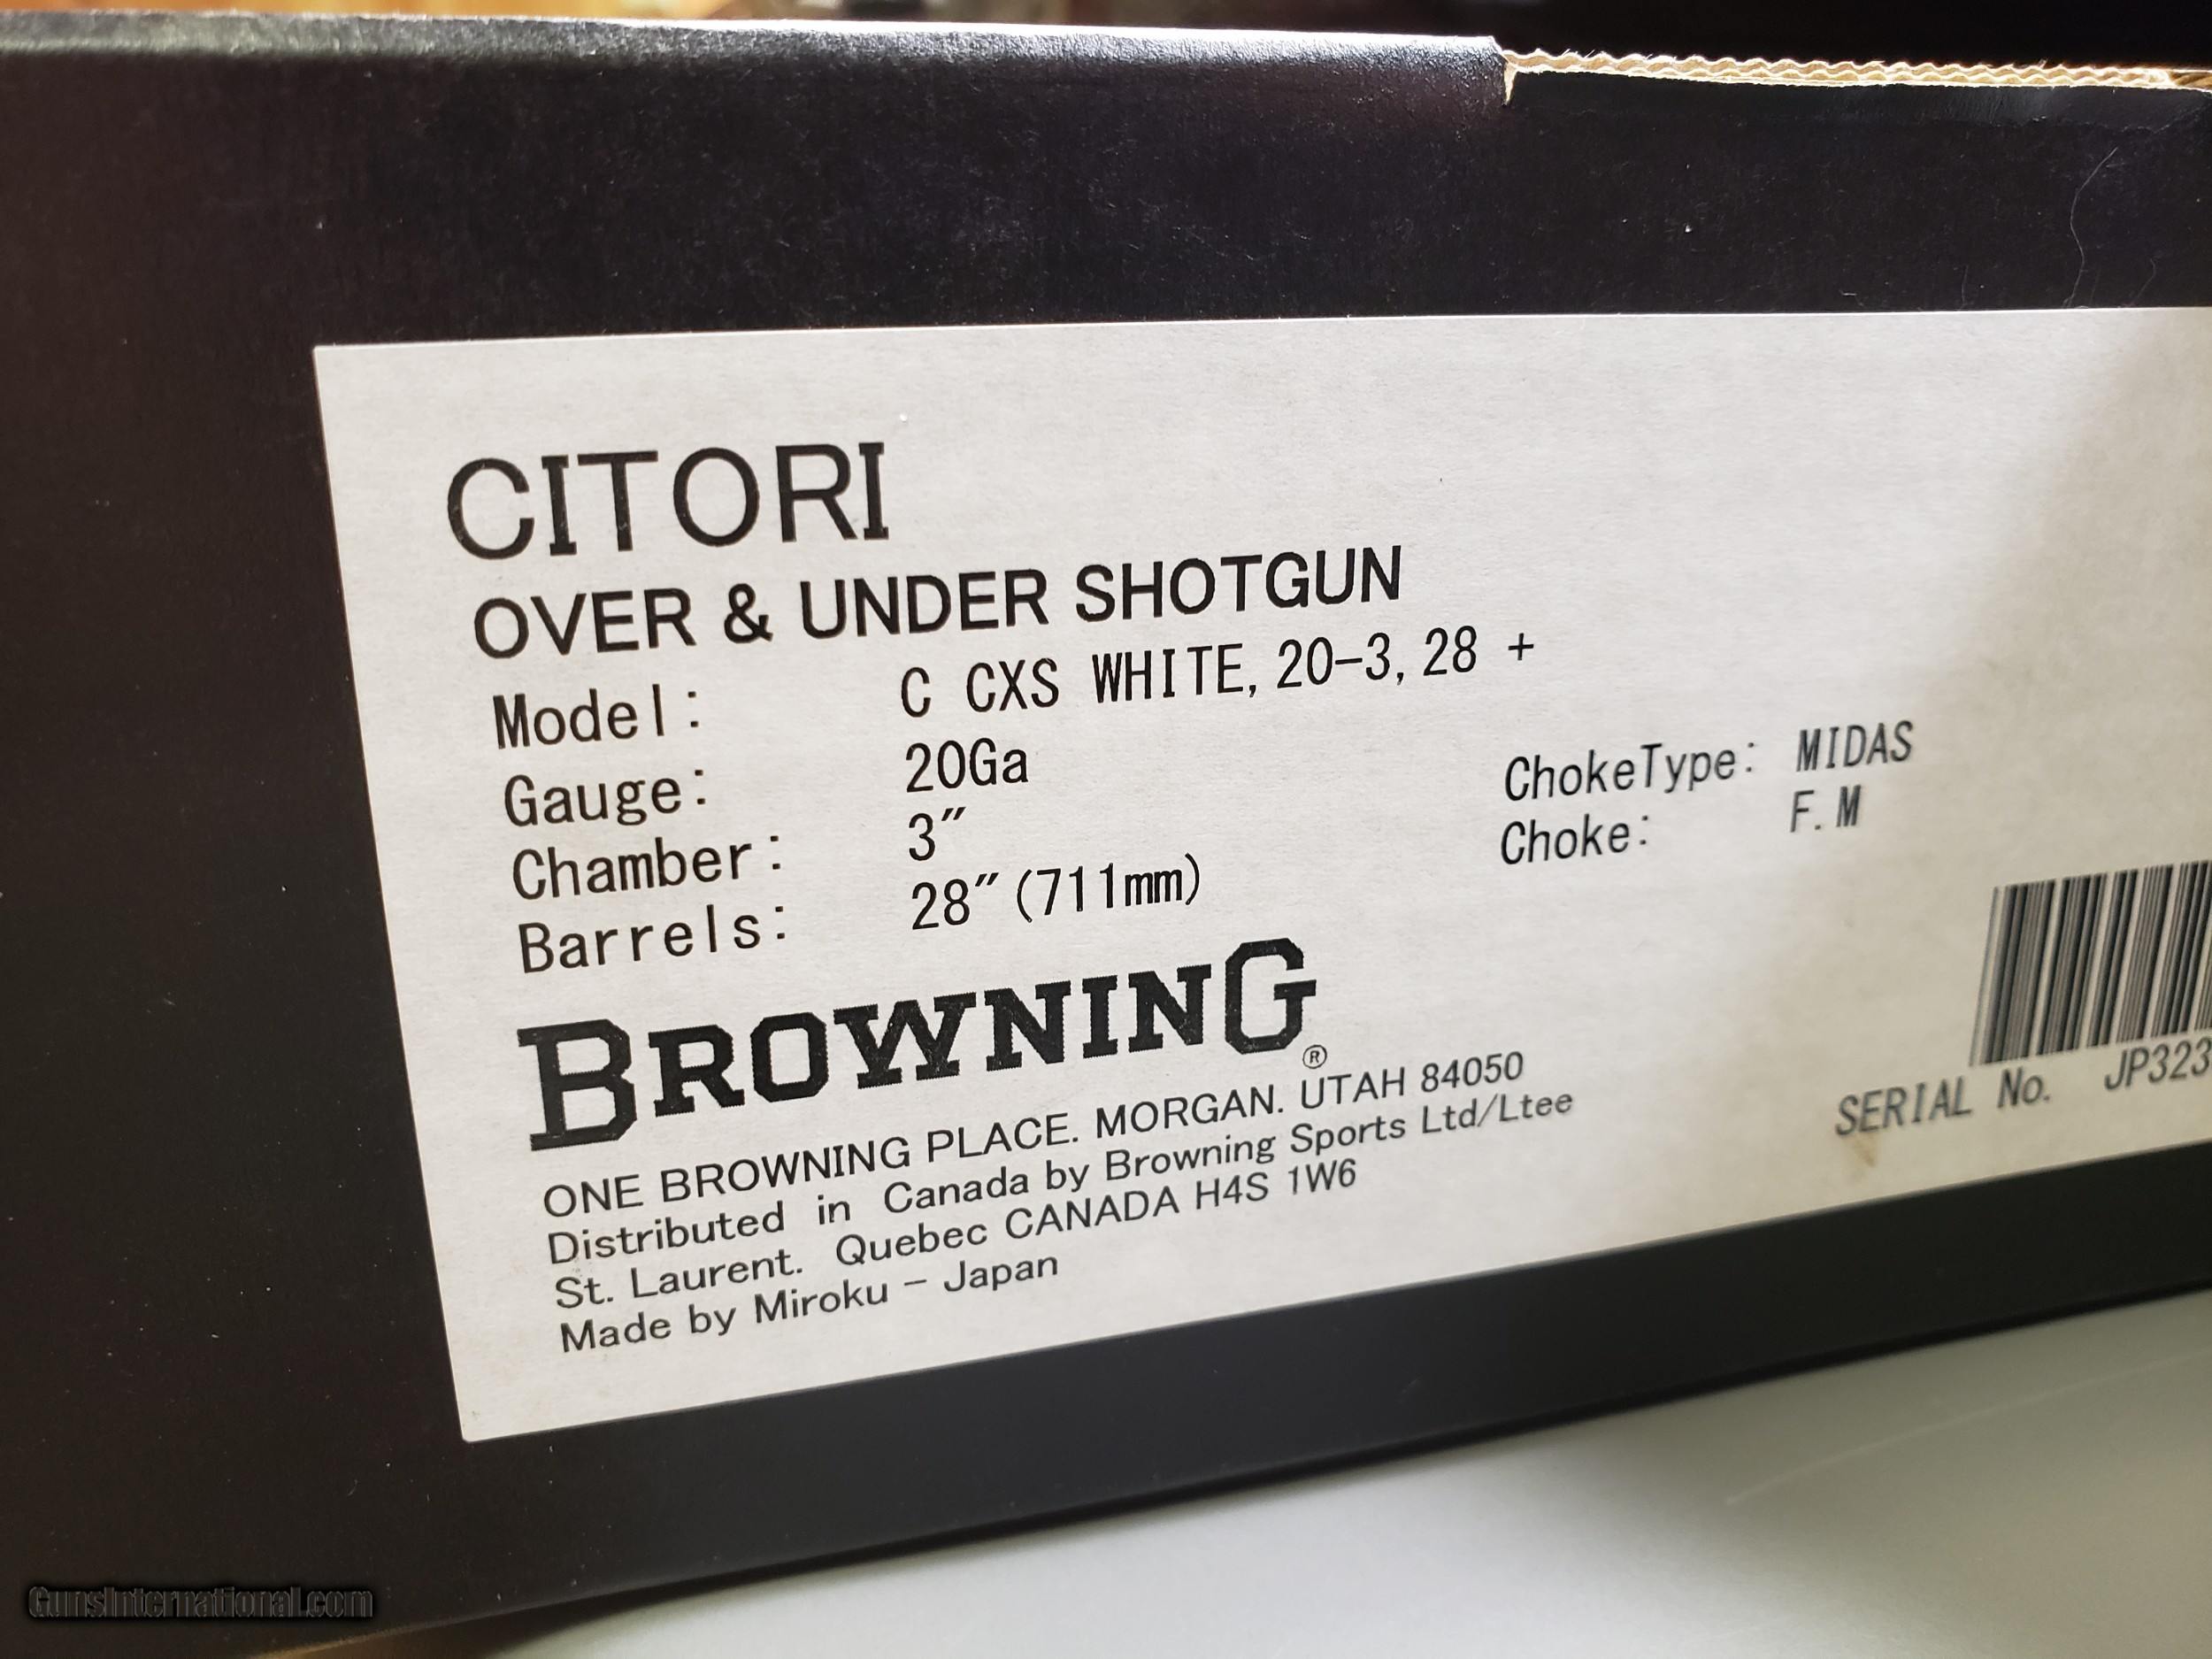 CITORI
OVER & UNDER SHOTGUN
Model: C CXS WHITE, 20-3, 28 +
Gauge: 20Ga
Chamber: 3″
Barrels: 28″(711mm)
ChokeType: MIDAS
Choke: F.M
BROWNING®
ONE BROWNING PLACE. MORGAN. UTAH 84050
Distributed in Canada by Browning Sports Ltd/Ltee
St. Laurent. Quebec CANADA H4S 1W6
Made by Miroku - Japan
SERIAL No. JP323
GunsInternational.com